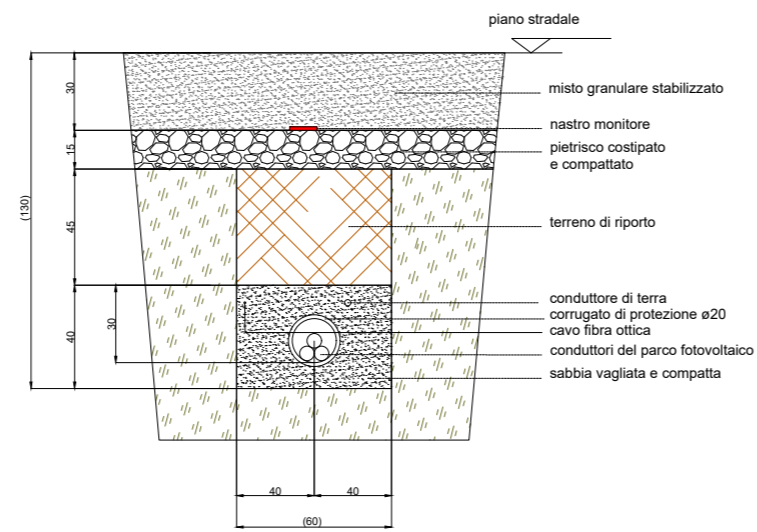 piano stradale
misto granulare stabilizzato
nastro monitore
pietrisco costipato
e compattato
terreno di riporto
conduttore di terra
corrugato di protezione ø20
cavo fibra ottica
conduttori del parco fotovoltaico
sabbia vagliata e compatta
30
15
(130)
45
40
30
40
40
(60)